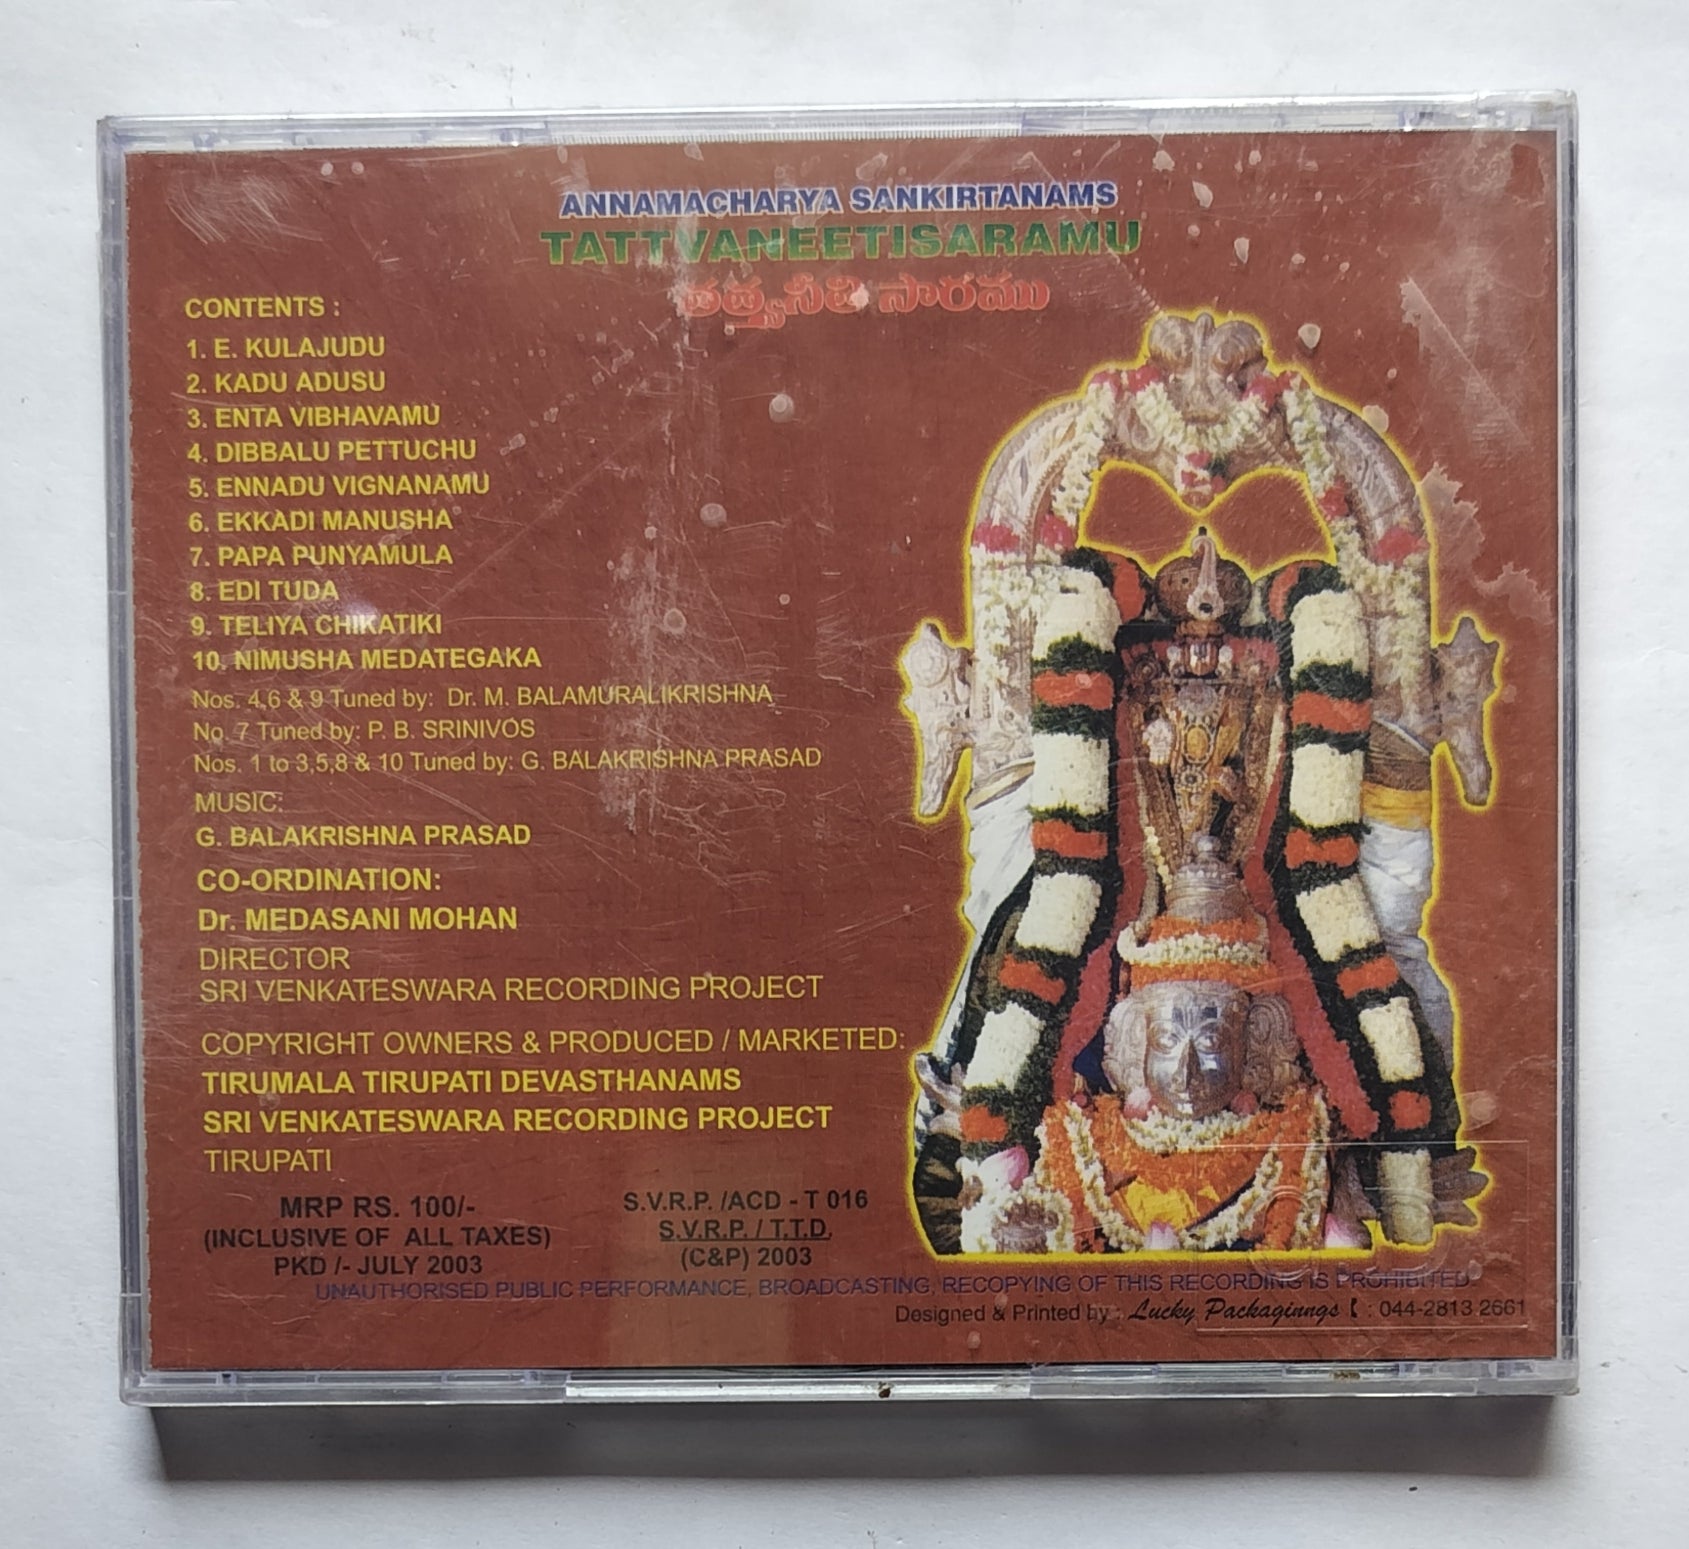 ANNAMACHARYA SANKIRTANAMS
TATTVANEETISARAMU
తత్వనీతి సారము
CONTENTS :
1. E. KULAJUDU
2. KADU ADUSU
3. ENTA VIBHAVAMU
4. DIBBALU PETTUCHU
5. ENNADU VIGNANAMU
6. EKKADI MANUSHA
7. PAPA PUNYAMULA
8. EDI TUDA
9. TELIYA CHIKATIKI
10. NIMUSHA MEDATEGAKA
Nos. 4,6 & 9 Tuned by: Dr. M. BALAMURALIKRISHNA
No. 7 Tuned by: P. B. SRINIVOS
Nos. 1 to 3,5,8 & 10 Tuned by: G. BALAKRISHNA PRASAD
MUSIC:
G. BALAKRISHNA PRASAD
CO-ORDINATION:
Dr. MEDASANI MOHAN
DIRECTOR
SRI VENKATESWARA RECORDING PROJECT
COPYRIGHT OWNERS & PRODUCED / MARKETED:
TIRUMALA TIRUPATI DEVASTHANAMS
SRI VENKATESWARA RECORDING PROJECT
TIRUPATI
MRP RS. 100/-
(INCLUSIVE OF ALL TAXES)
PKD /- JULY 2003
S.V.R.P. /ACD - T 016
S.V.R.P. / T.T.D.
(C&P) 2003
UNAUTHORISED PUBLIC PERFORMANCE, BROADCASTING, RECOPYING OF THIS RECORDING IS PROHIBITED
Designed & Printed by : Lucky Packaginngs : 044-2813 2661